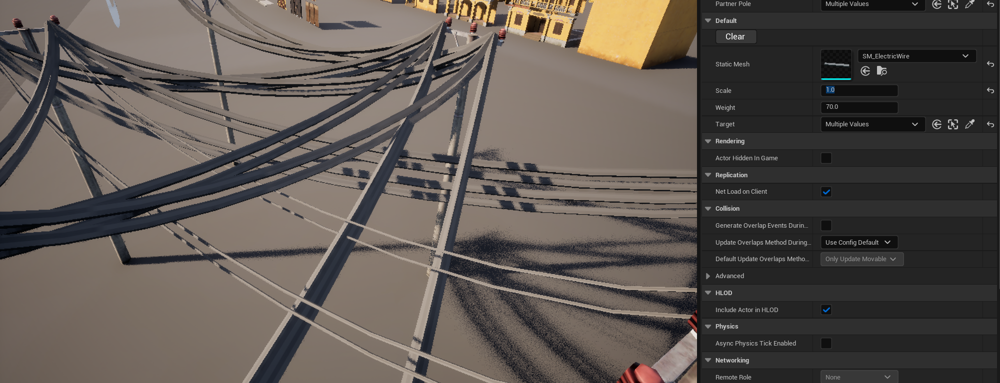 Partner Pole
Multiple Values
Default
Clear
Static Mesh
SM_ElectricWire
Scale
1.0
Weight
70.0
Target
Multiple Values
Rendering
Actor Hidden In Game
Replication
Net Load on Client
Collision
Generate Overlap Events Durin...
Update Overlaps Method During...
Use Config Default
Default Update Overlaps Metho...
Only Update Movable
Advanced
HLOD
Include Actor in HLOD
Physics
Async Physics Tick Enabled
Networking
Remote Role
None